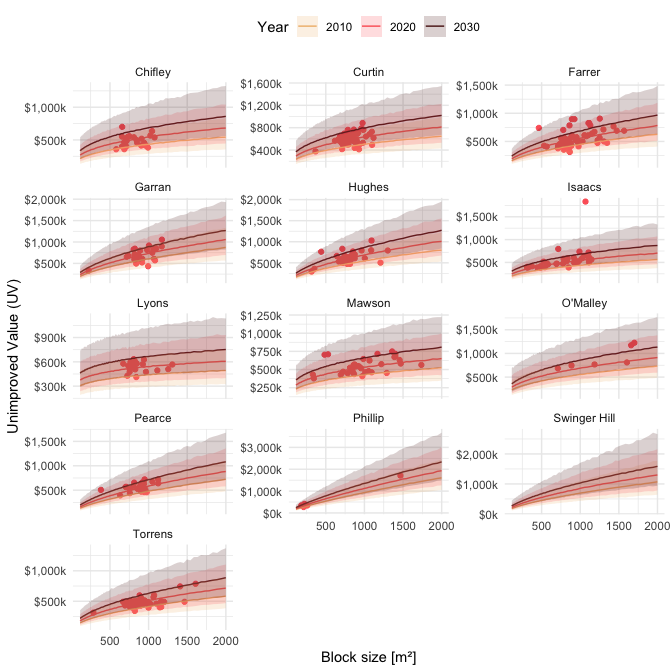 Year 2010 2020 2030
Chifley Curtin Farrer
$1,000k
$500k
$1,600k
$1,200k
$800k
$400k
$1,500k
$1,000k
$500k
Garran Hughes Isaacs
$2,000k
$1,500k
$1,000k
$500k
$1,500k
$1,000k
$500k
$1,500k
$1,000k
$500k
Lyons Mawson O'Malley
$900k
$600k
$300k
$1,250k
$1,000k
$750k
$500k
$250k
$1,500k
$1,000k
$500k
Pearce Phillip Swinger Hill
$1,500k
$1,000k
$500k
$3,000k
$2,000k
$1,000k
$0k
$2,000k
$1,000k
$0k
500 1000 1500 2000
500 1000 1500 2000
Torrens
$1,000k
$500k
500 1000 1500 2000
Unimproved Value (UV)
Block size [m²]